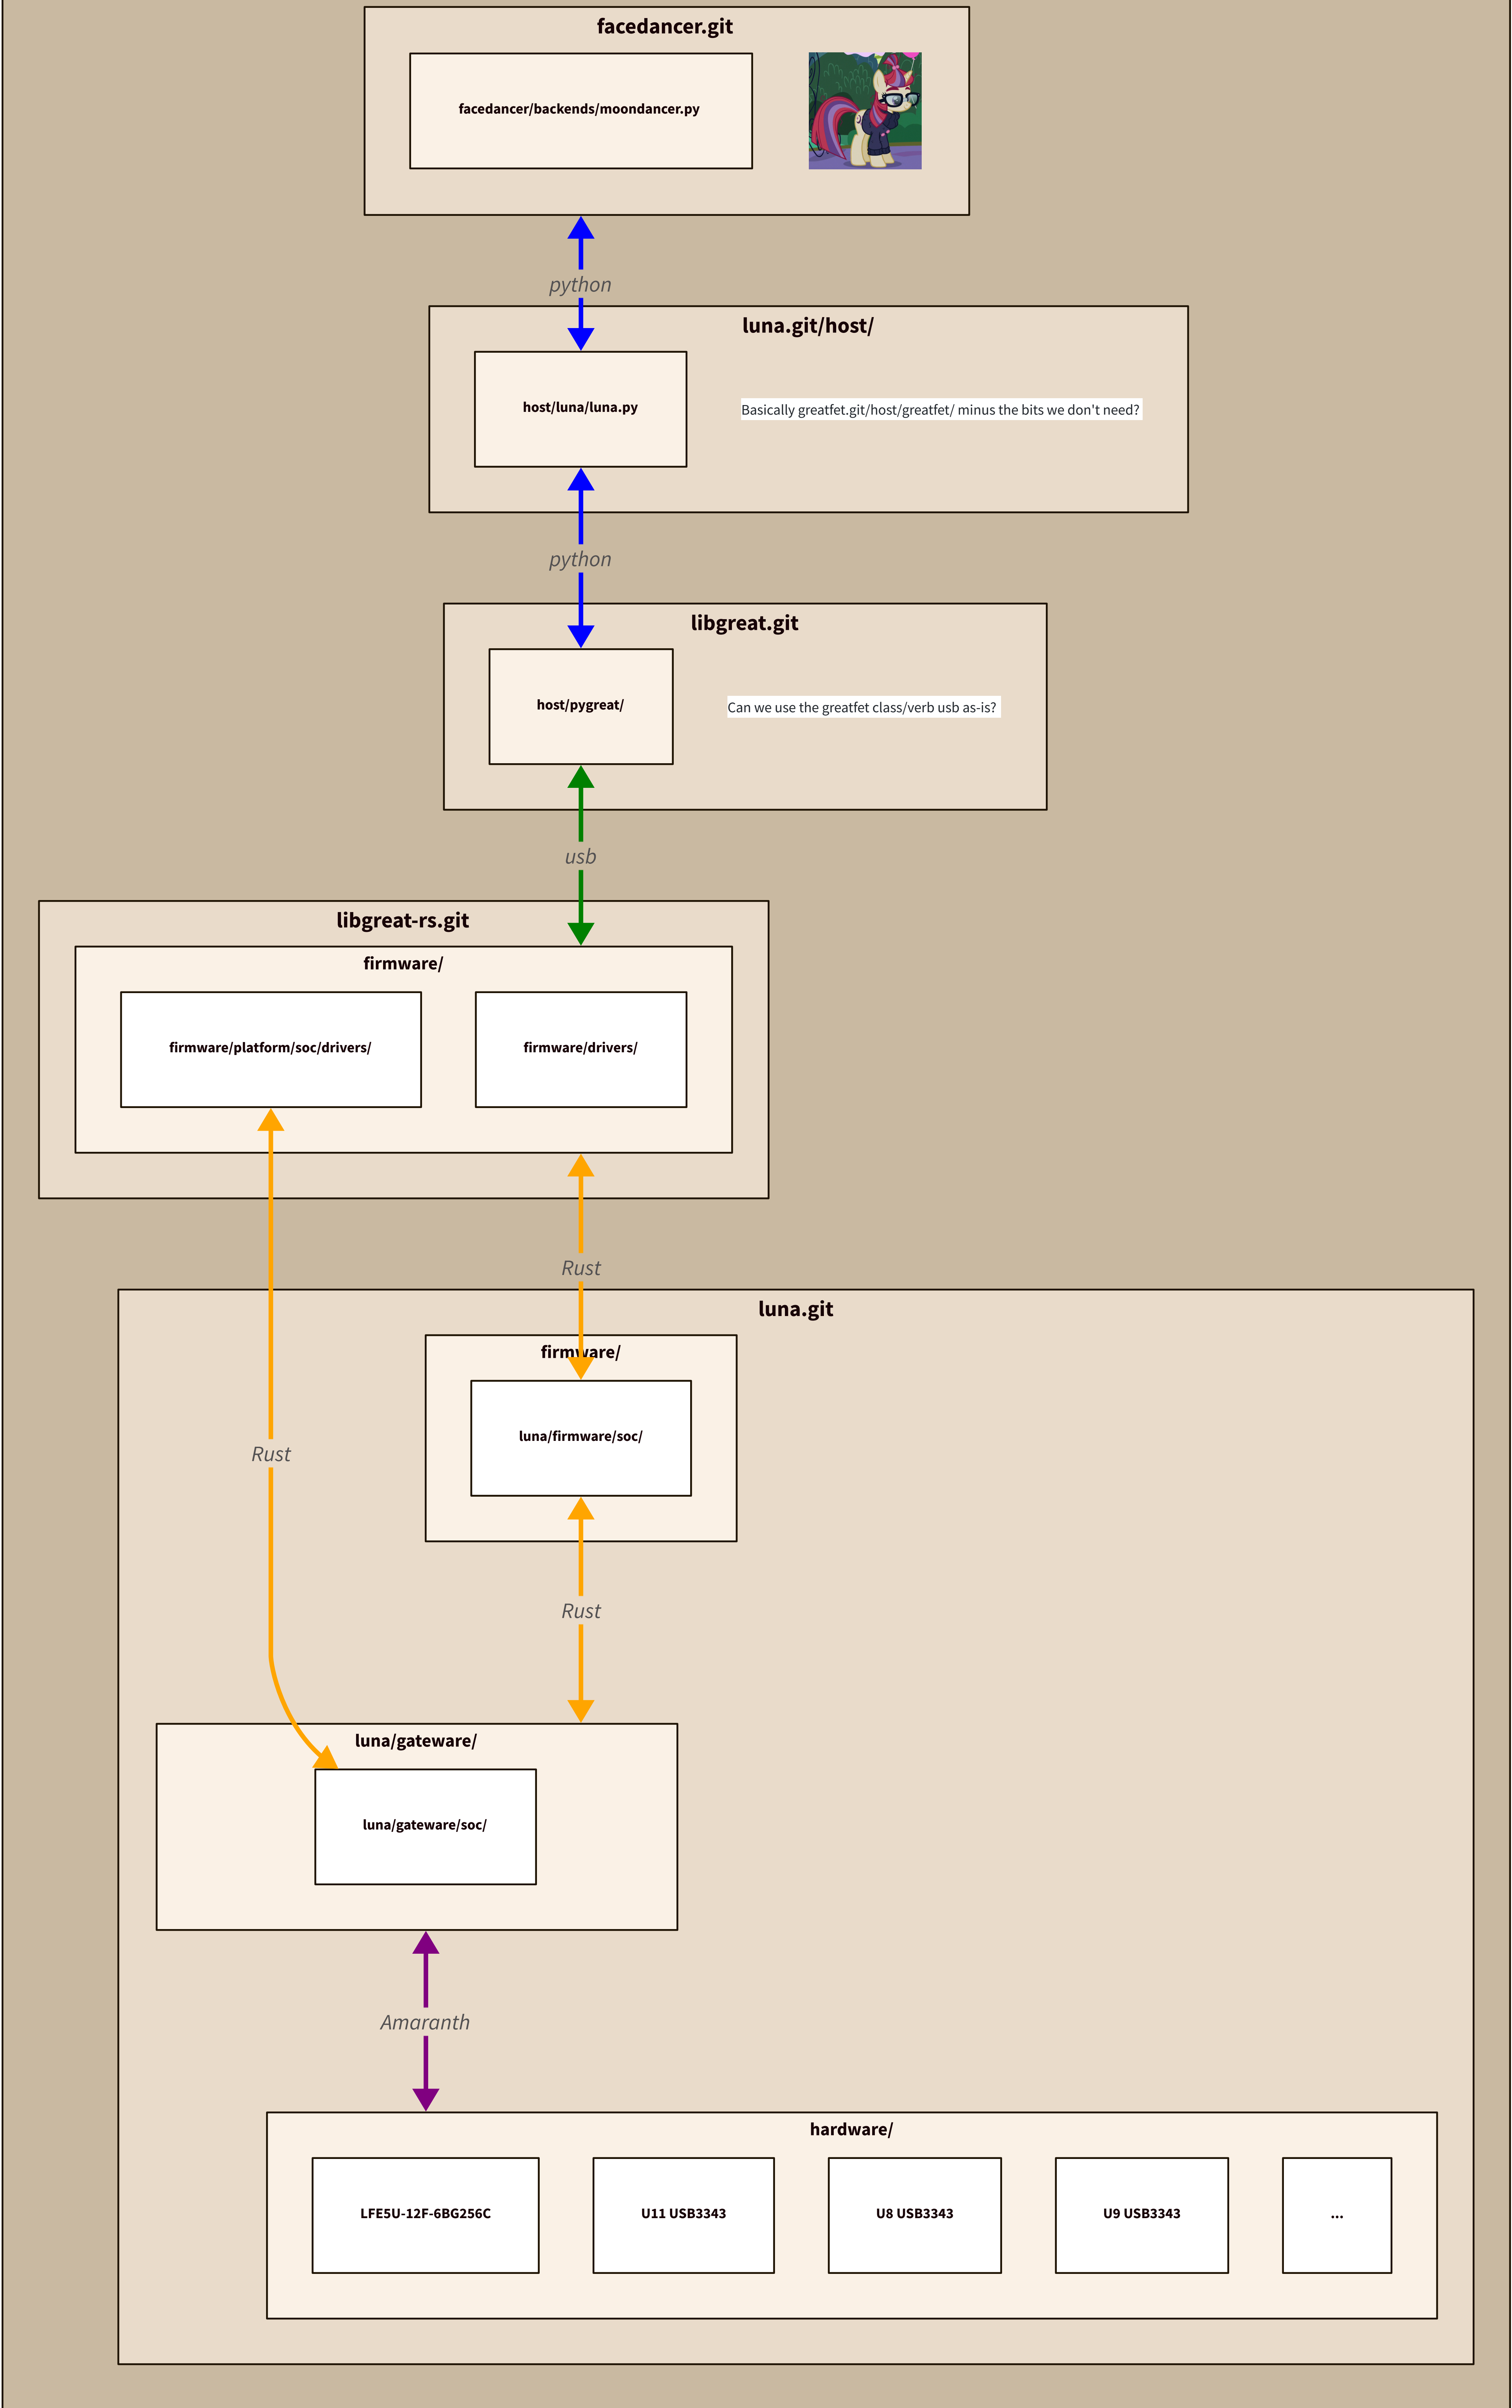 facedancer.git
facedancer/backends/moondancer.py
python
luna.git/host/
host/luna/luna.py
Basically greatfet.git/host/greatfet/ minus the bits we don't need?
python
libgreat.git
host/pygreat/
Can we use the greatfet class/verb usb as-is?
usb
libgreat-rs.git
firmware/
firmware/platform/soc/drivers/
firmware/drivers/
Rust
luna.git
firmware/
luna/firmware/soc/
Rust
Rust
luna/gateware/
luna/gateware/soc/
Amaranth
hardware/
LFE5U-12F-6BG256C
U11 USB3343
U8 USB3343
U9 USB3343
...